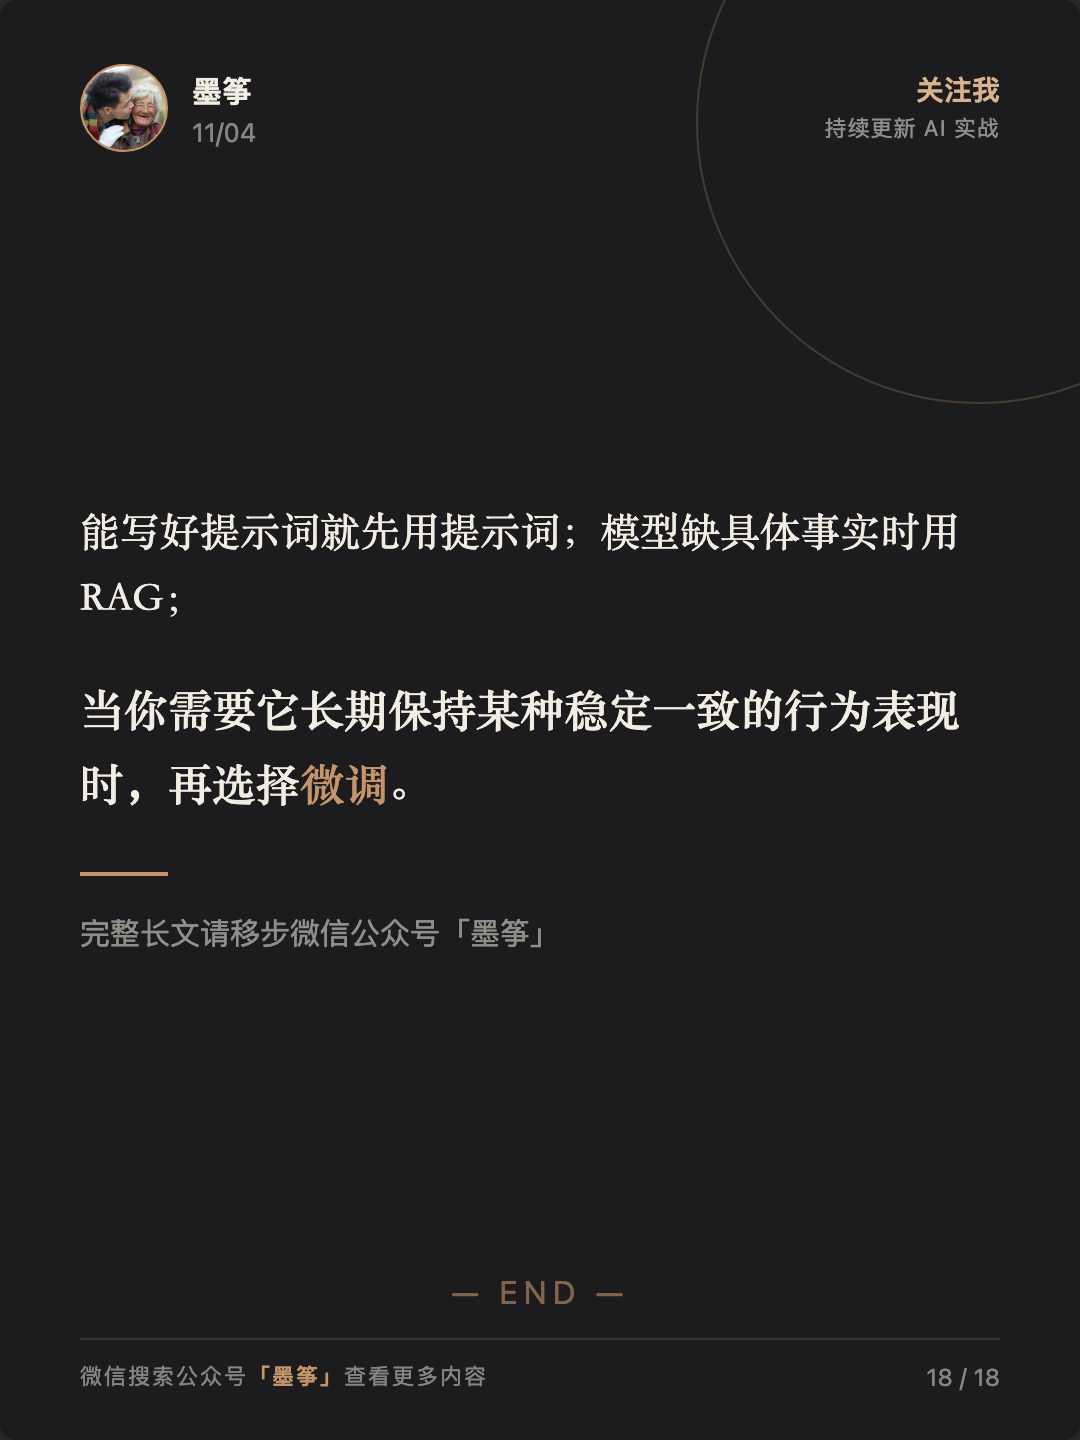 墨筝
11/04
关注我
持续更新 AI 实战
能写好提示词就先用提示词；模型缺具体事实时用
RAG；
当你需要它长期保持某种稳定一致的行为表现
时，再选择微调。
完整长文请移步微信公众号「墨筝」
— END —
微信搜索公众号「墨筝」查看更多内容
18 / 18